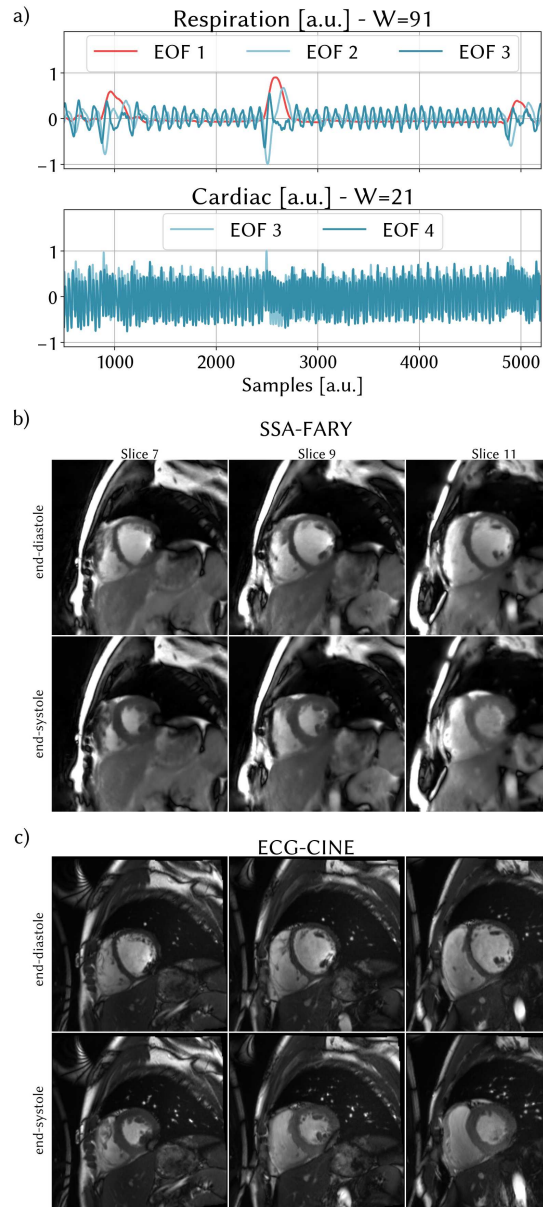 a)
Respiration [a.u.] - W=91
EOF 1 EOF 2 EOF 3
1
0
−1
Cardiac [a.u.] - W=21
EOF 3 EOF 4
1
0
−1
1000 2000 3000 4000 5000
Samples [a.u.]
b)
SSA-FARY
Slice 7 Slice 9 Slice 11
end-diastole
end-systole
c)
ECG-CINE
end-diastole
end-systole